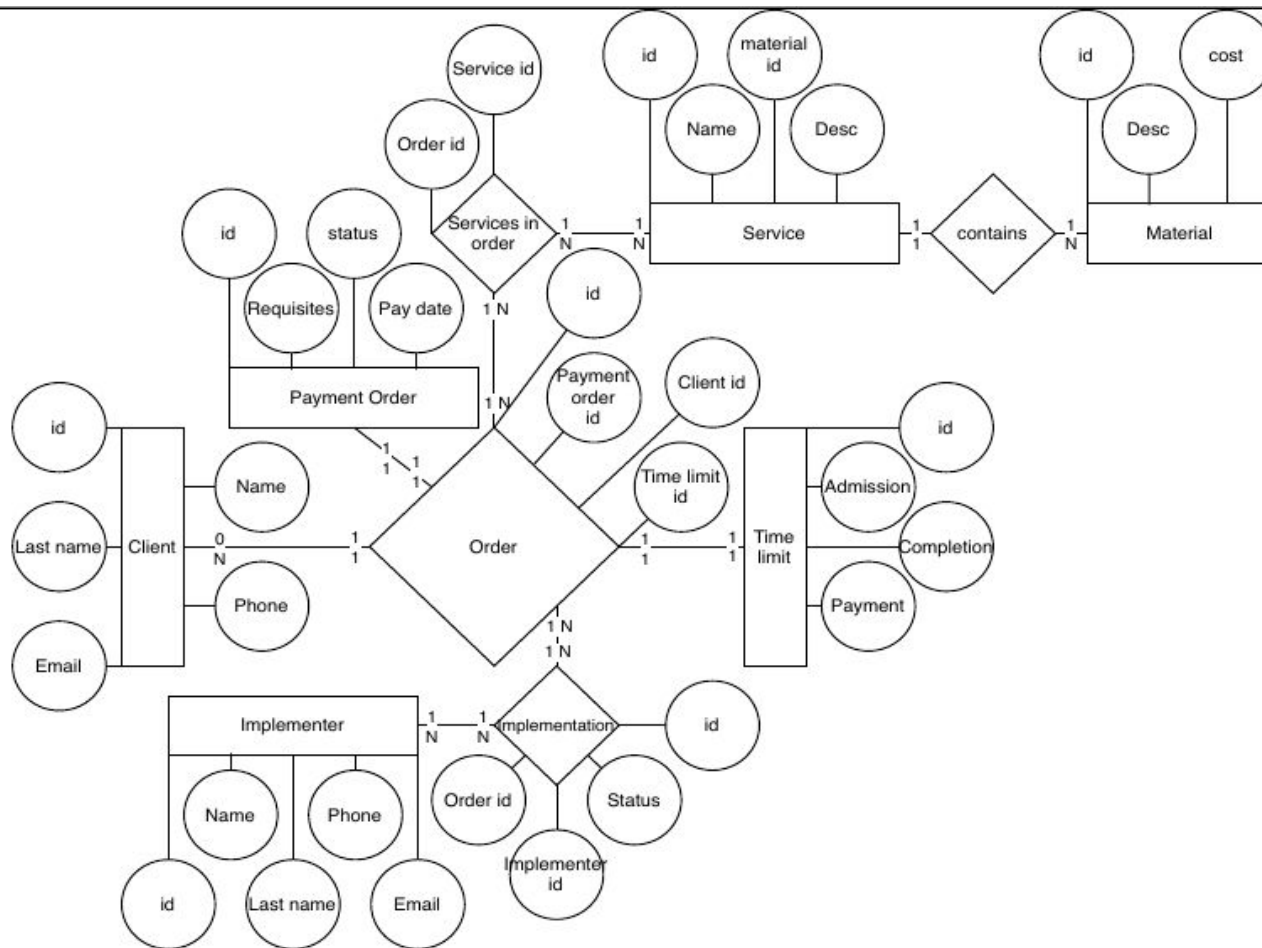 id
material
id
id
cost
Service id
Name
Desc
Desc
Order id
id
status
Services in
order
1
N
1
N
Service
1
1
contains
1
N
Material
Requisites
Pay date
1 N
id
Payment Order
Payment
order
id
Client id
1 N
id
id
1
1
1
1
Name
Time limit
id
Admission
Last name
Client
0
N
1
1
Order
1
1
1
1
Time
limit
Completion
Phone
Payment
1 N
1 N
Email
Implementer
1
N
1
N
Implementation
id
Name
Phone
Order id
Status
Implementer
id
id
Last name
Email